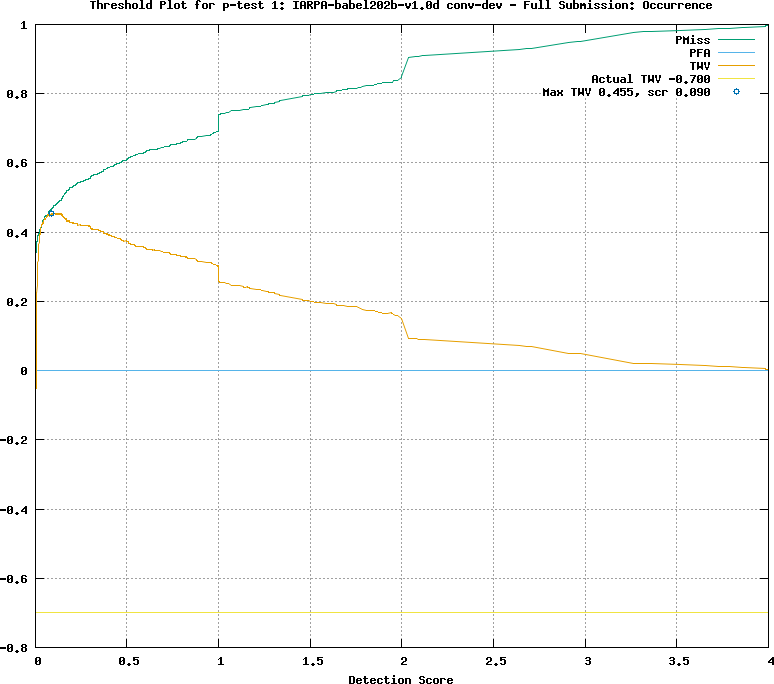 Threshold Plot for p-test 1: IARPA-babel202b-v1.0d conv-dev - Full Submission: Occurrence
1
PMiss
PFA
TWV
Actual TWV -0.700
Max TWV 0.455, scr 0.090
0.8
0.6
0.4
0.2
0
-0.2
-0.4
-0.6
-0.8
0 0.5 1 1.5 2 2.5 3 3.5 4
Detection Score